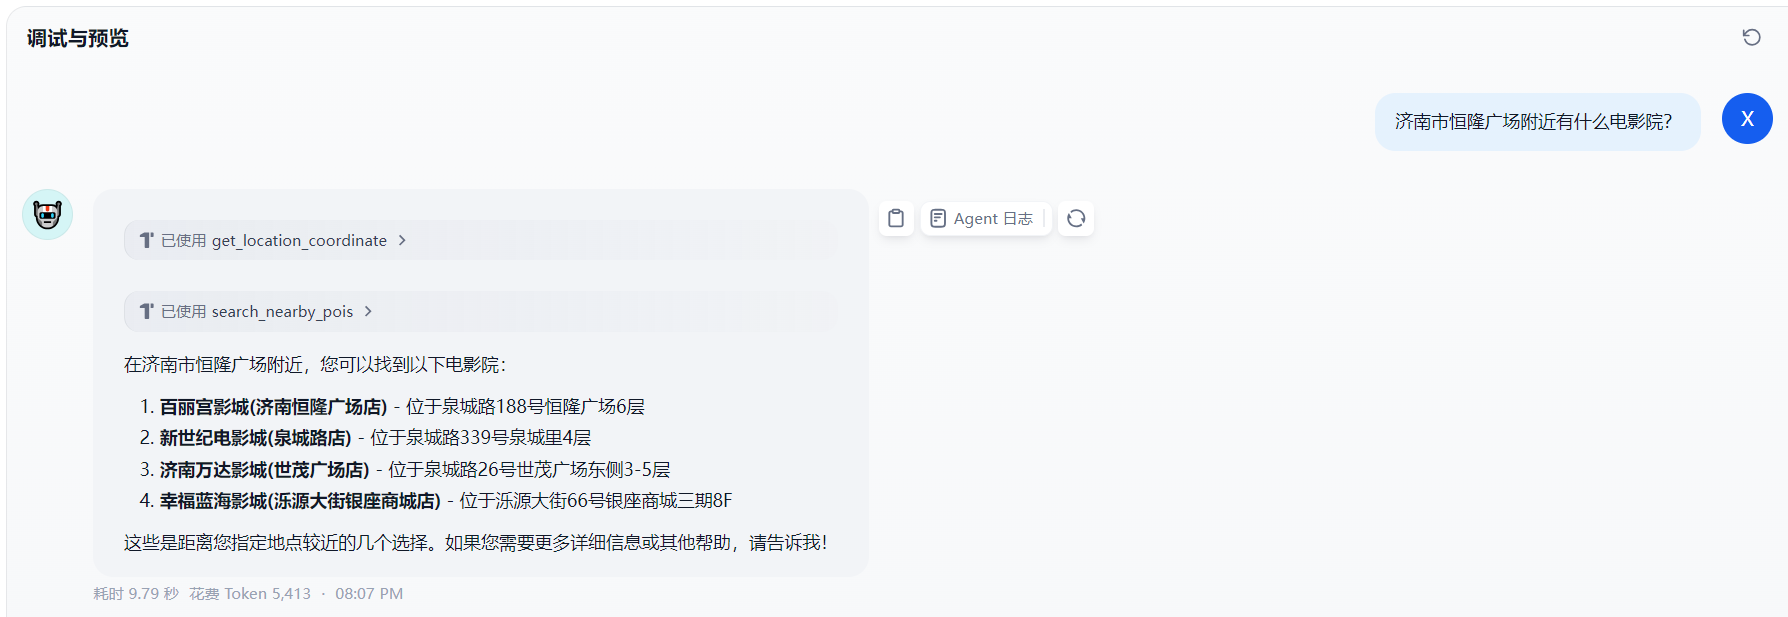 调试与预览
济南市恒隆广场附近有什么电影院？
X
已使用 get_location_coordinate
Agent 日志
已使用 search_nearby_pois
在济南市恒隆广场附近，您可以找到以下电影院：
1. 百丽宫影城(济南恒隆广场店) - 位于泉城路188号恒隆广场6层
2. 新世纪电影城(泉城路店) - 位于泉城路339号泉城里4层
3. 济南万达影城(世茂广场店) - 位于泉城路26号世茂广场东侧3-5层
4. 幸福蓝海影城(泺源大街银座商城店) - 位于泺源大街66号银座商城三期8F
这些是距离您指定地点较近的几个选择。如果您需要更多详细信息或其他帮助，请告诉我！
耗时 9.79 秒 花费 Token 5,413 · 08:07 PM